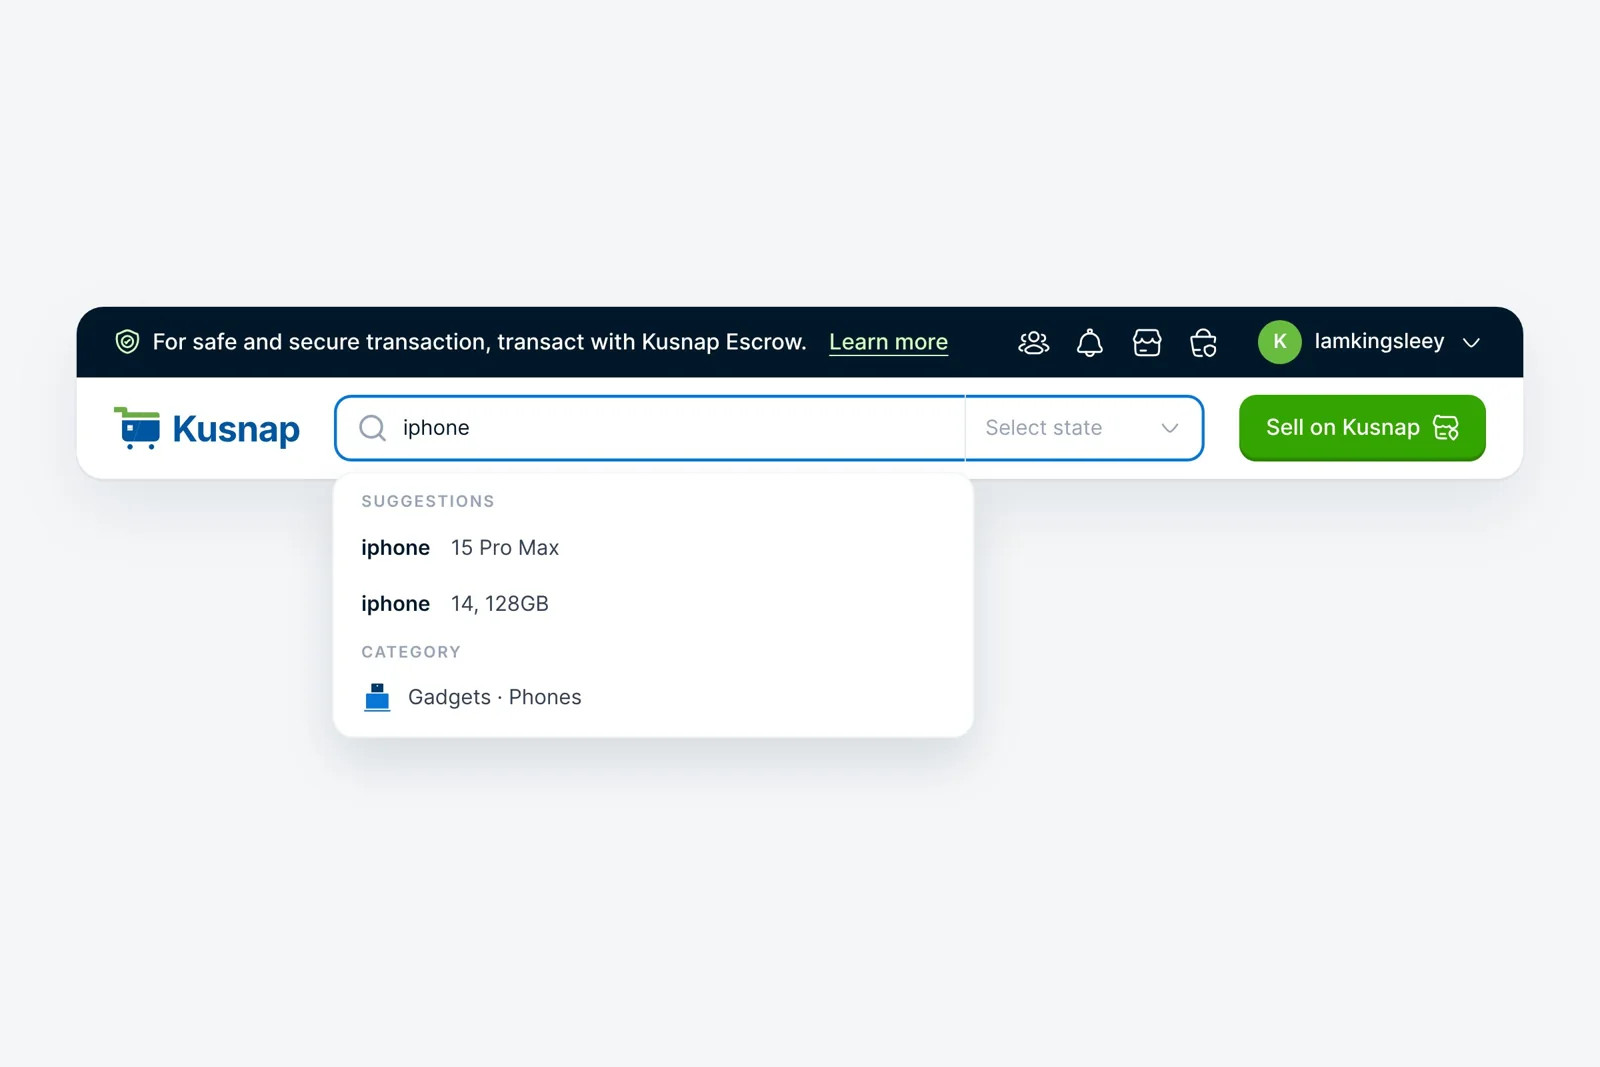 For safe and secure transaction, transact with Kusnap Escrow. Learn more
K Iamkingsleey
Kusnap
iphone
Select state
Sell on Kusnap
SUGGESTIONS
iphone 15 Pro Max
iphone 14, 128GB
CATEGORY
Gadgets · Phones